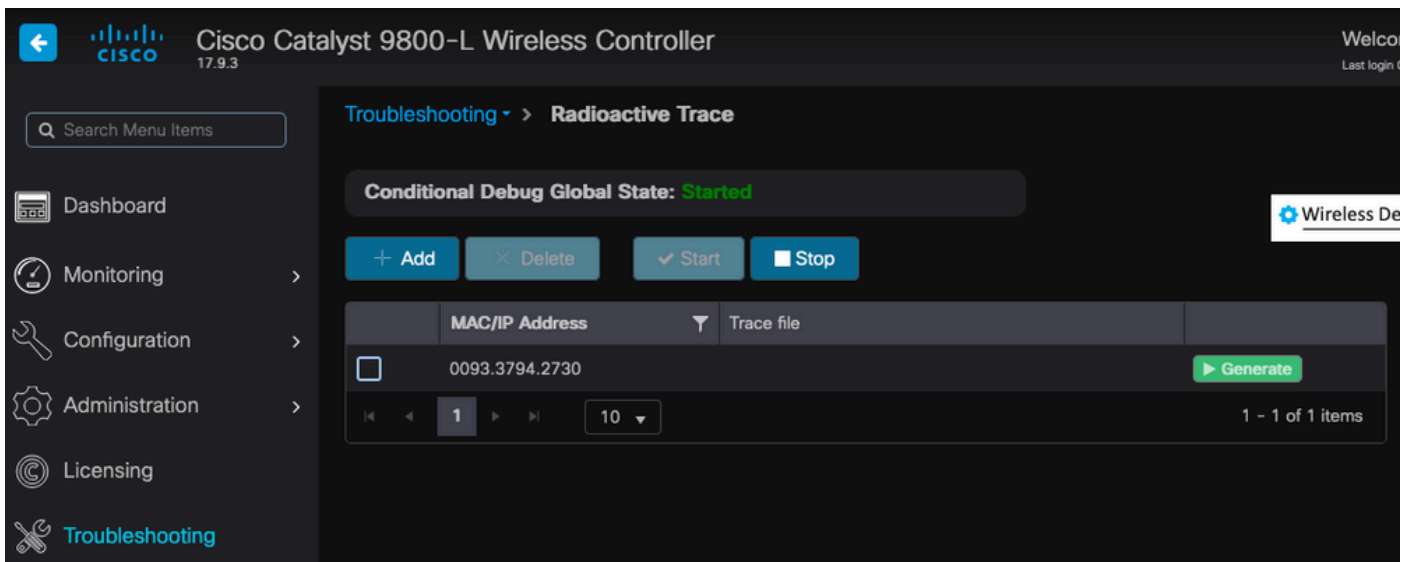 CISCO
Cisco Catalyst 9800-L Wireless Controller
17.9.3
Welco
Last login
Search Menu Items
Dashboard
Monitoring
Configuration
Administration
Licensing
Troubleshooting
Troubleshooting > Radioactive Trace
Conditional Debug Global State: Started
Wireless De
+ Add × Delete ✓ Start Stop
MAC/IP Address Trace file
0093.3794.2730 Generate
1 10 1 - 1 of 1 items